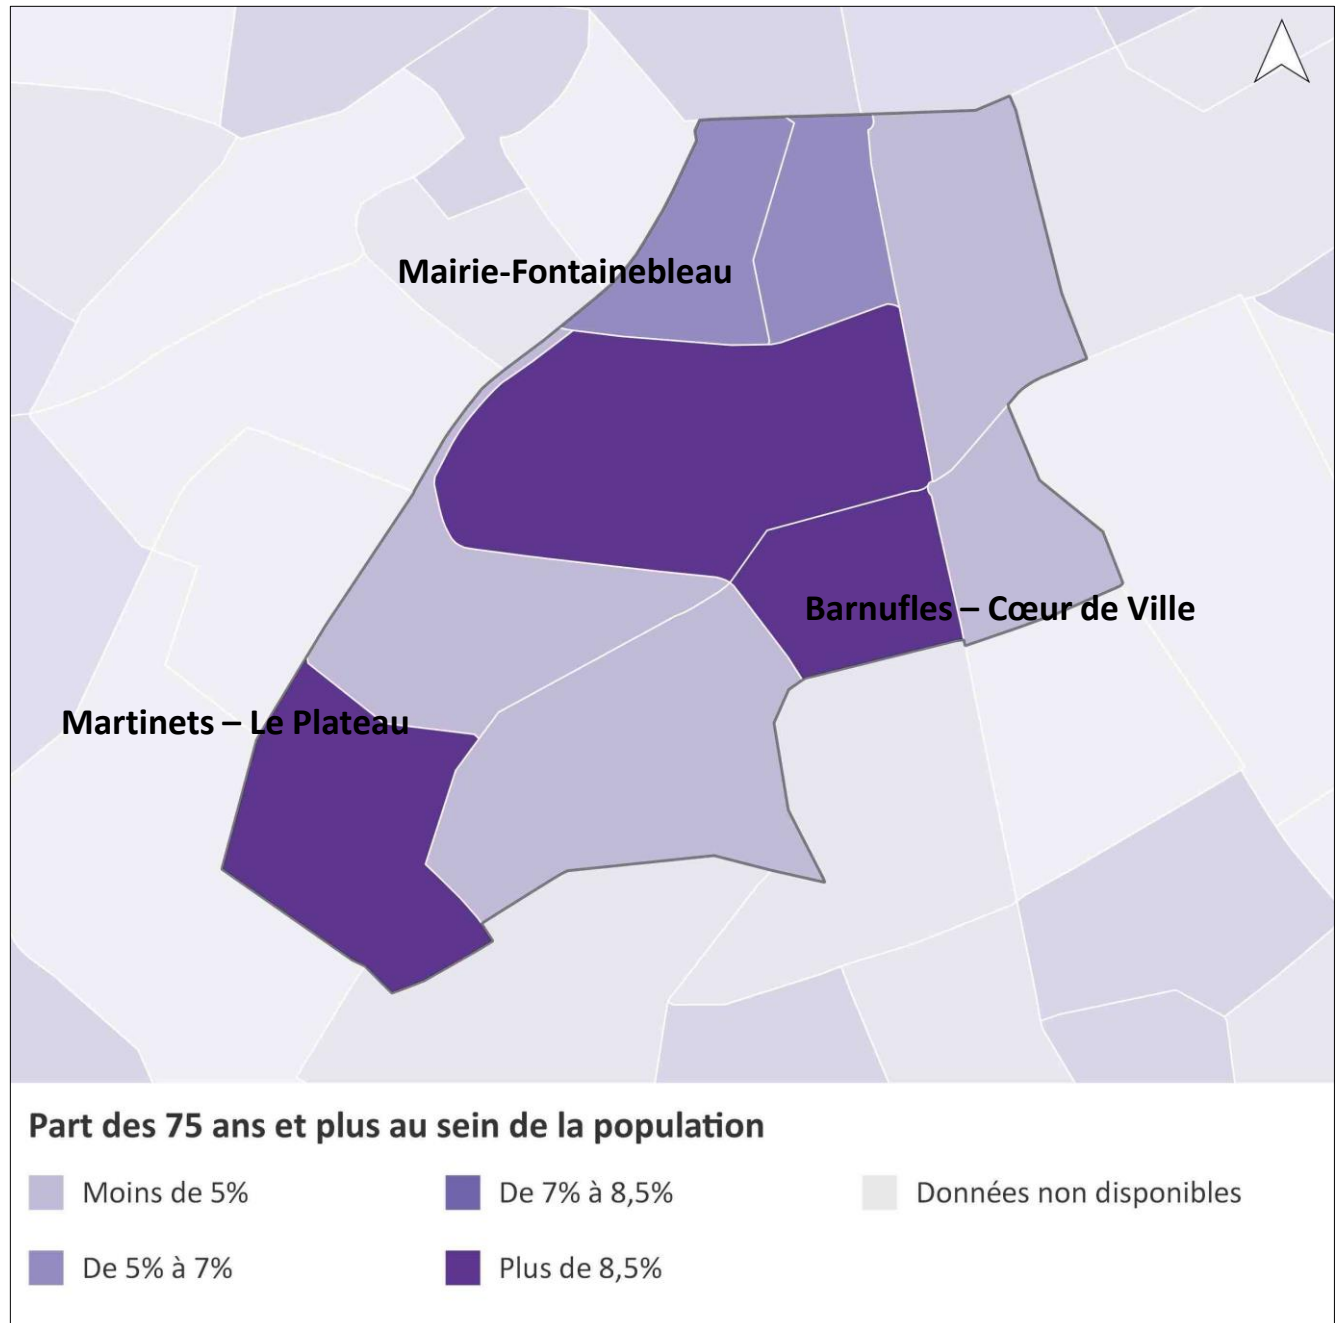 Mairie-Fontainebleau
Barnufles – Cœur de Ville
Martinets – Le Plateau
Part des 75 ans et plus au sein de la population
Moins de 5%
De 7% à 8,5%
Données non disponibles
De 5% à 7%
Plus de 8,5%